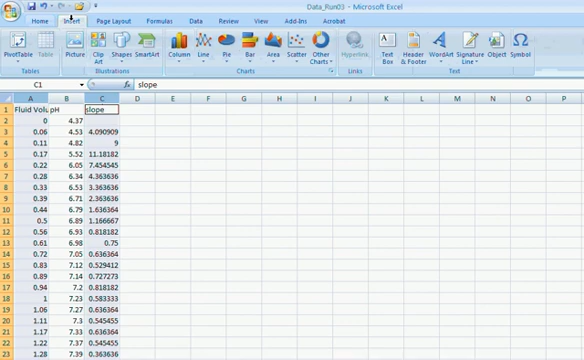 Data_Run03 - Microsoft Excel
Home Insert Page Layout Formulas Data Review View Add-Ins Acrobat
PivotTable Table Picture Clip Art Shapes SmartArt Column Line Pie Bar Area Scatter Other Charts Hyperlink Text Box Header & Footer WordArt Signature Line Object Symbol
Tables Illustrations Charts Links Text
C1 fx slope
A B C D E F G H I J K L M N O P
1 Fluid Volu pH slope
2 0 4.37
3 0.06 4.53 4.090909
4 0.11 4.82 9
5 0.17 5.52 11.18182
6 0.22 6.05 7.454545
7 0.28 6.34 4.363636
8 0.33 6.53 3.363636
9 0.39 6.71 2.363636
10 0.44 6.79 1.636364
11 0.5 6.89 1.166667
12 0.56 6.93 0.818182
13 0.61 6.98 0.75
14 0.72 7.05 0.636364
15 0.83 7.12 0.529412
16 0.89 7.14 0.727273
17 0.94 7.2 0.818182
18 1 7.23 0.583333
19 1.06 7.27 0.636364
20 1.11 7.3 0.545455
21 1.17 7.33 0.636364
22 1.22 7.37 0.545455
23 1.28 7.39 0.363636